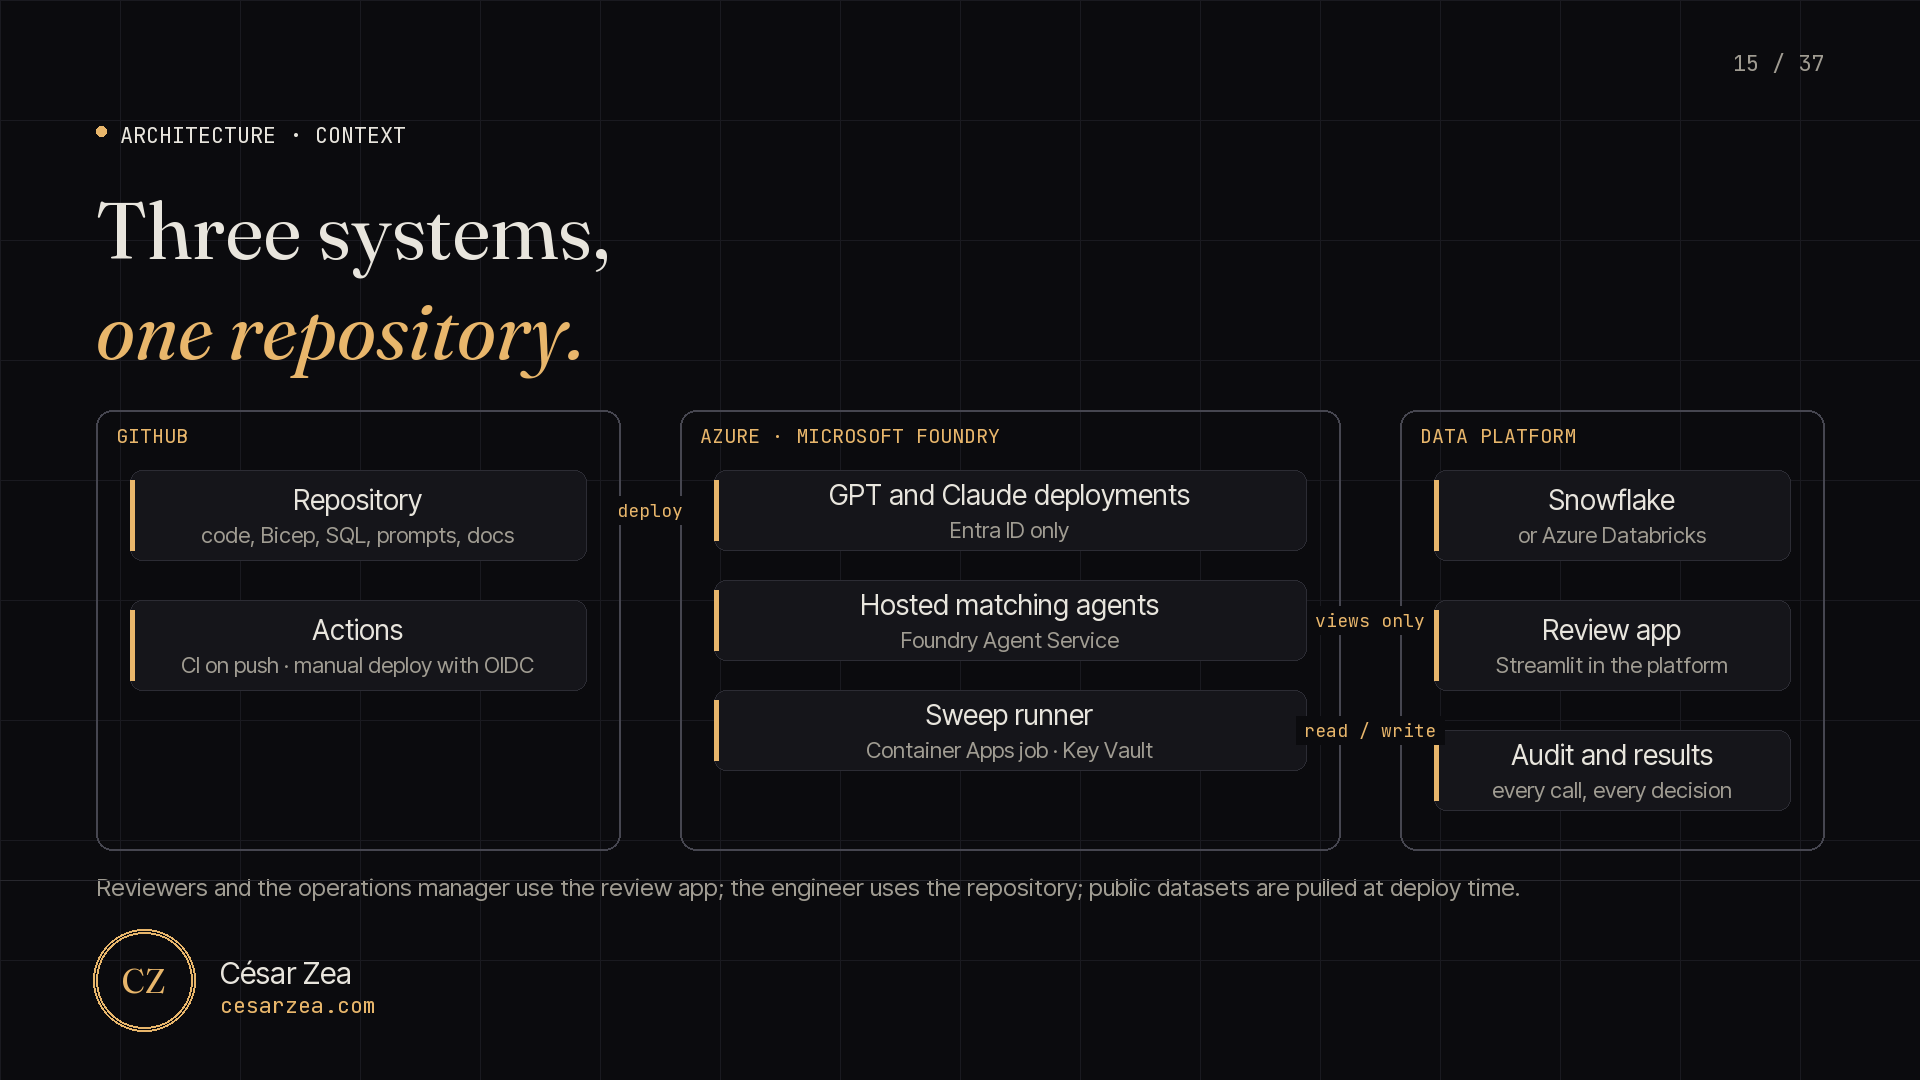 15 / 37
ARCHITECTURE · CONTEXT
Three systems,
one repository.
GITHUB
Repository
code, Bicep, SQL, prompts, docs
Actions
CI on push · manual deploy with OIDC
deploy
AZURE · MICROSOFT FOUNDRY
GPT and Claude deployments
Entra ID only
Hosted matching agents
Foundry Agent Service
Sweep runner
Container Apps job · Key Vault
views only
read / write
DATA PLATFORM
Snowflake
or Azure Databricks
Review app
Streamlit in the platform
Audit and results
every call, every decision
Reviewers and the operations manager use the review app; the engineer uses the repository; public datasets are pulled at deploy time.
CZ
César Zea
cesarzea.com